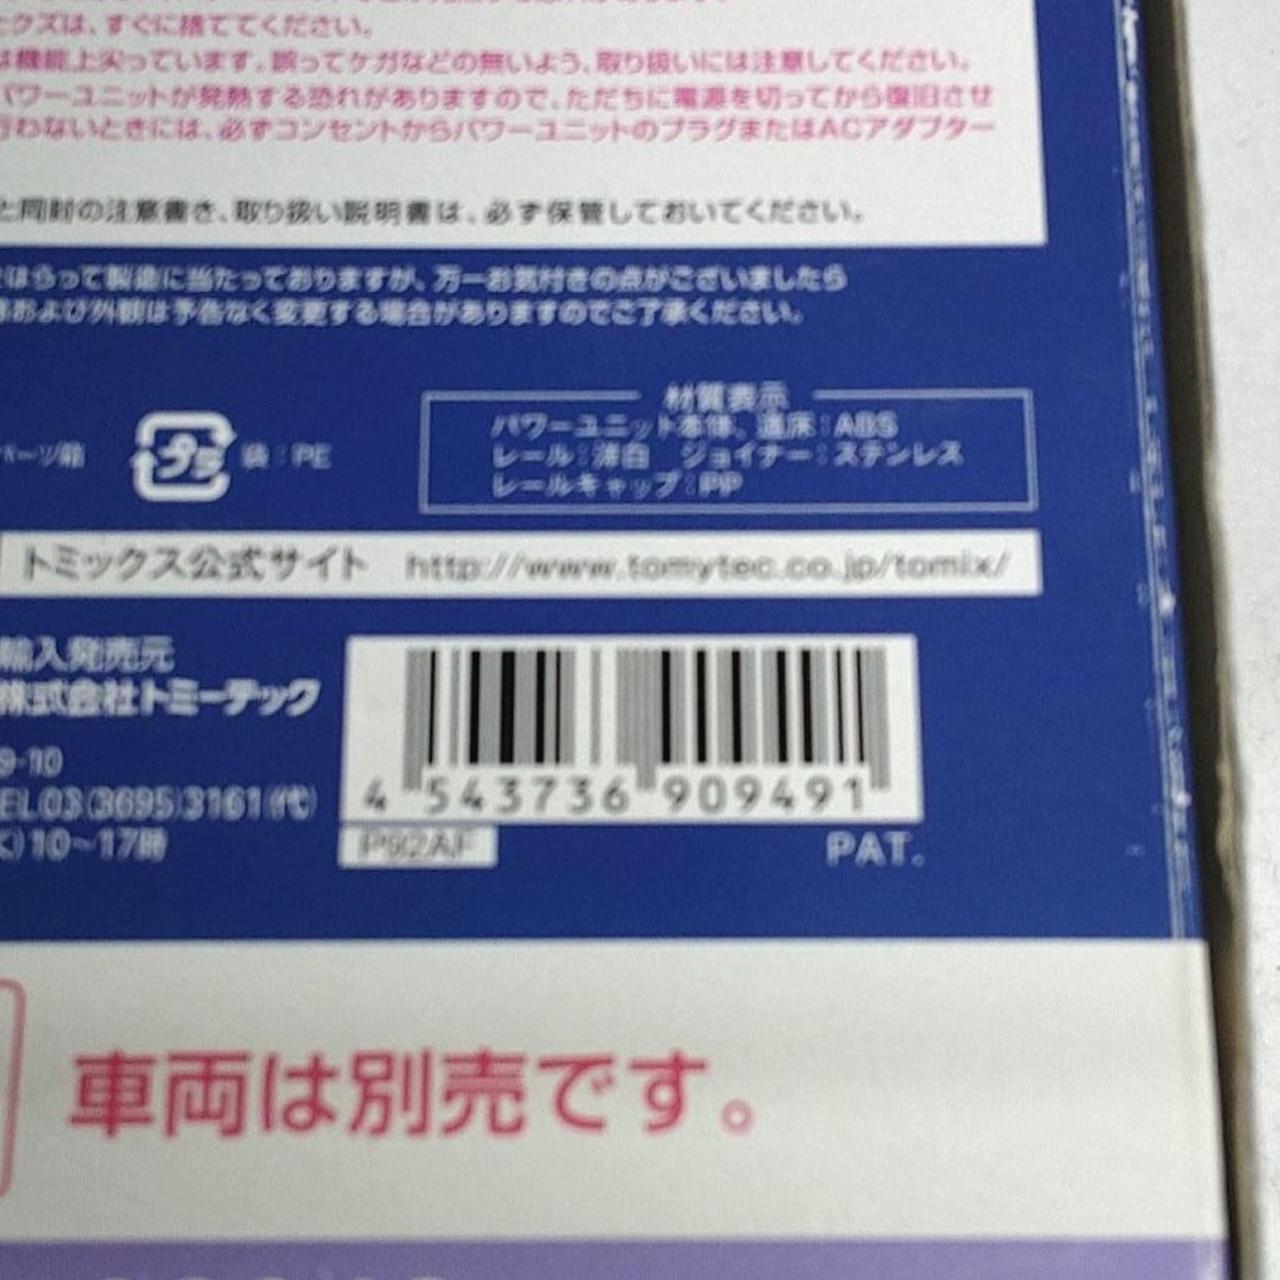 クズは、すぐに捨ててください。
は機能上尖っています。誤ってケガなどの無いよう、取り扱いには注意してください。
パワーユニットが発熱する恐れがありますので、ただちに電源を切ってから復旧させ
行わないときには、必ずコンセントからパワーユニットのプラグまたはACアダプター
と同封の注意書き、取り扱い説明書は、必ず保管しておいてください。
はらって製造に当たっておりますが、万一お気付きの点がございましたら
および外観は予告なく変更する場合がありますのでご了承ください。
材質表示
パワーユニット本体、道床:ABS
パーツ箱 プラ 袋:PE レール:洋白 ジョイナー:ステンレス
レールキャップ:PP
トミックス公式サイト http://www.tomytec.co.jp/tomix/
輸入発売元
株式会社トミーテック
9-10
EL03(3695)3161(代)
4 543736 909491
)10~17時
P92AF
PAT.
車両は別売です。